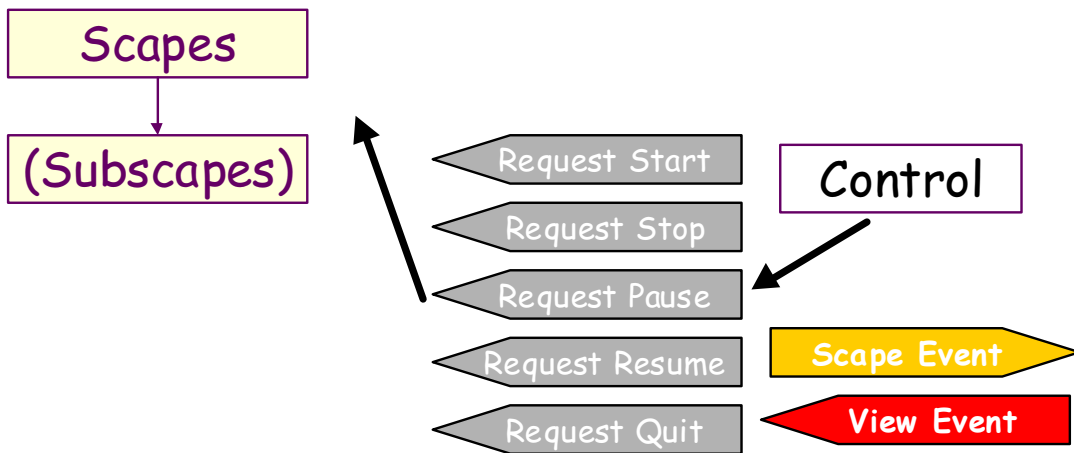 Scapes
(Subscapes)
Request Start
Control
Request Stop
Request Pause
Request Resume
Scape Event
Request Quit
View Event